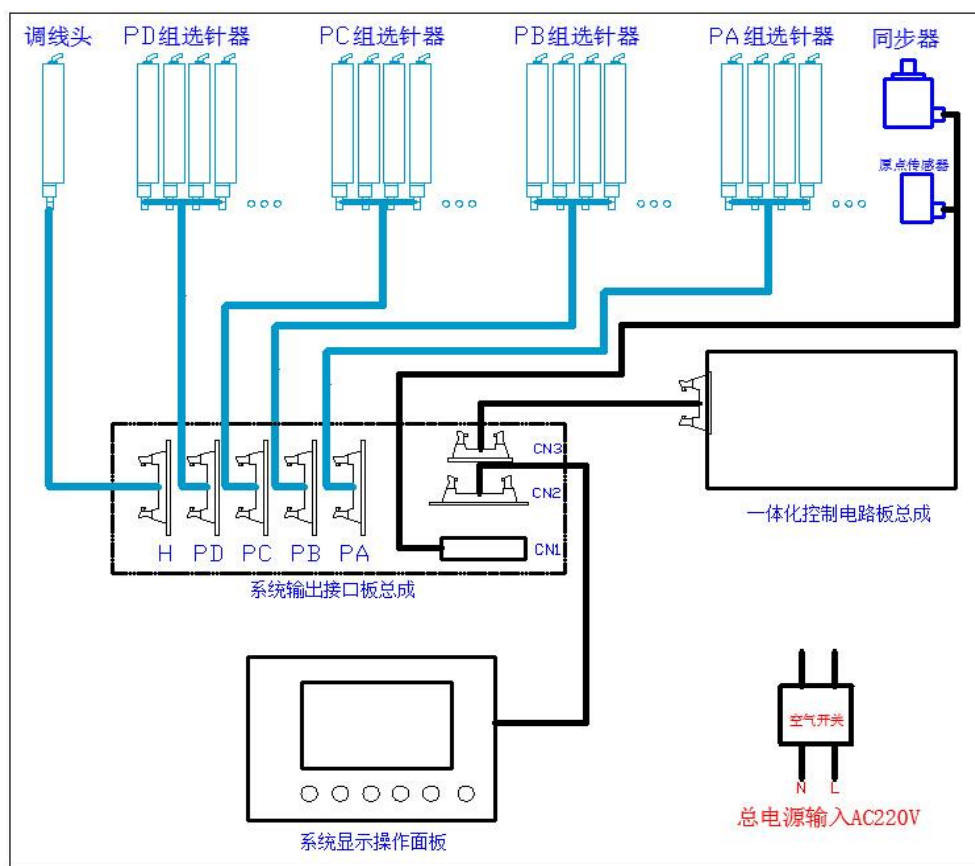 调线头
PD组选针器
PC组选针器
PB组选针器
PA组选针器
同步器
原点传感器
CN3
CN2
一体化控制电路板总成
H
PD
PC
PB
PA
CN1
系统输出接口板总成
空气开关
N
L
总电源输入AC220V
系统显示操作面板